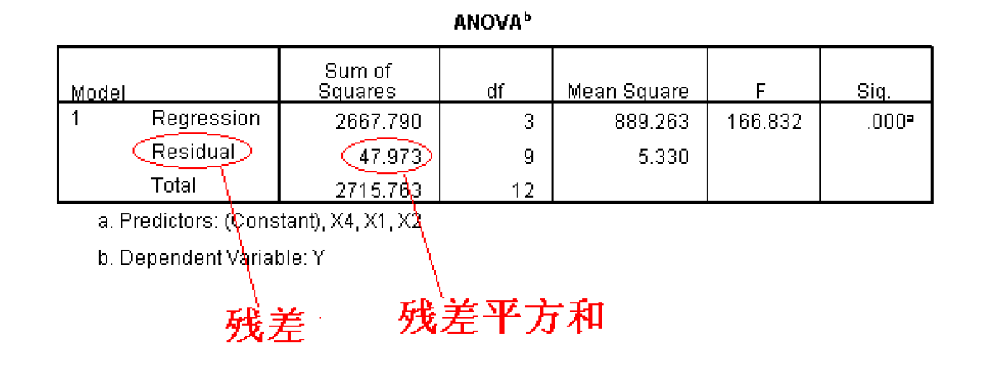 ANOVAᵇ
Model Sum of Squares df Mean Square F Sig.
1 Regression 2667.790 3 889.263 166.832 .000ᵃ
Residual 47.973 9 5.330
Total 2715.763 12
a. Predictors: (Constant), X4, X1, X2
b. Dependent Variable: Y
残差 残差平方和